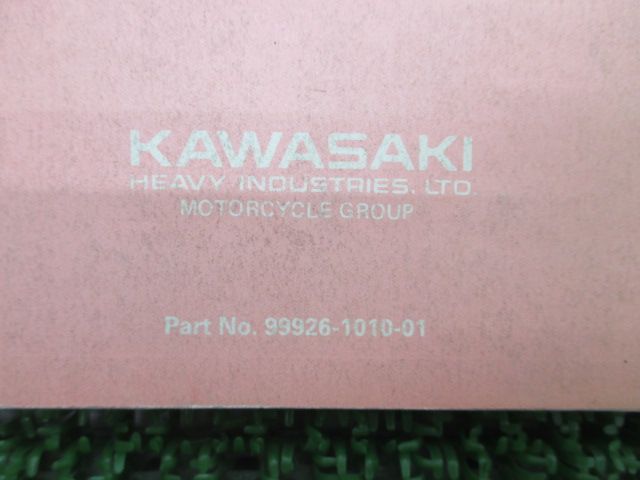 KAWASAKI
HEAVY INDUSTRIES, LTD.
MOTORCYCLE GROUP
Part No. 99926-1010-01